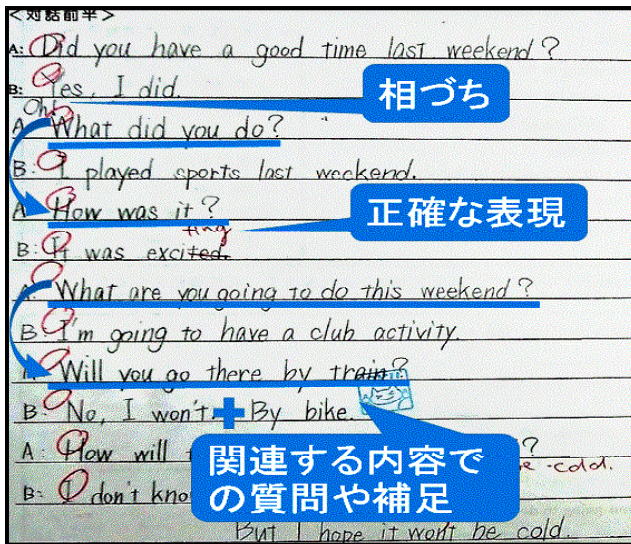 <対話前半>
A: Did you have a good time last weekend?
B: Yes, I did.
相づち
Oh!
A: What did you do?
B: I played sports last weekend.
A: How was it?
正確な表現
ting
B: It was excited.
A: What are you going to do this weekend?
B: I'm going to have a club activity.
A: Will you go there by train?
B: No, I won't. + By bike.
A: How will ?
関連する内容で
の質問や補足
cold.
B: I don't kno
But I hope it won't be cold.